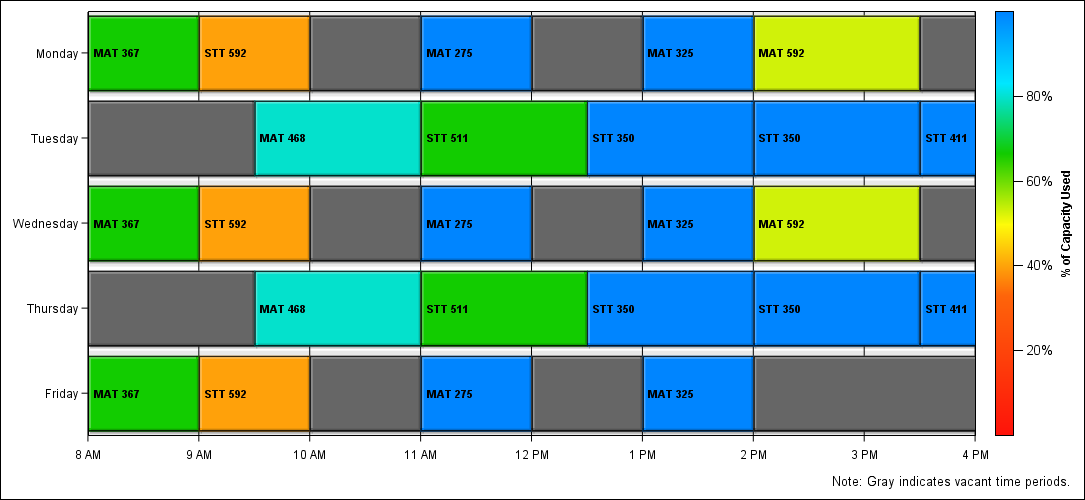 Monday
MAT 367
STT 592
MAT 275
MAT 325
MAT 592
Tuesday
MAT 468
STT 511
STT 350
STT 350
STT 411
Wednesday
MAT 367
STT 592
MAT 275
MAT 325
MAT 592
Thursday
MAT 468
STT 511
STT 350
STT 350
STT 411
Friday
MAT 367
STT 592
MAT 275
MAT 325
8 AM
9 AM
10 AM
11 AM
12 PM
1 PM
2 PM
3 PM
4 PM
80%
60%
40%
20%
% of Capacity Used
Note: Gray indicates vacant time periods.